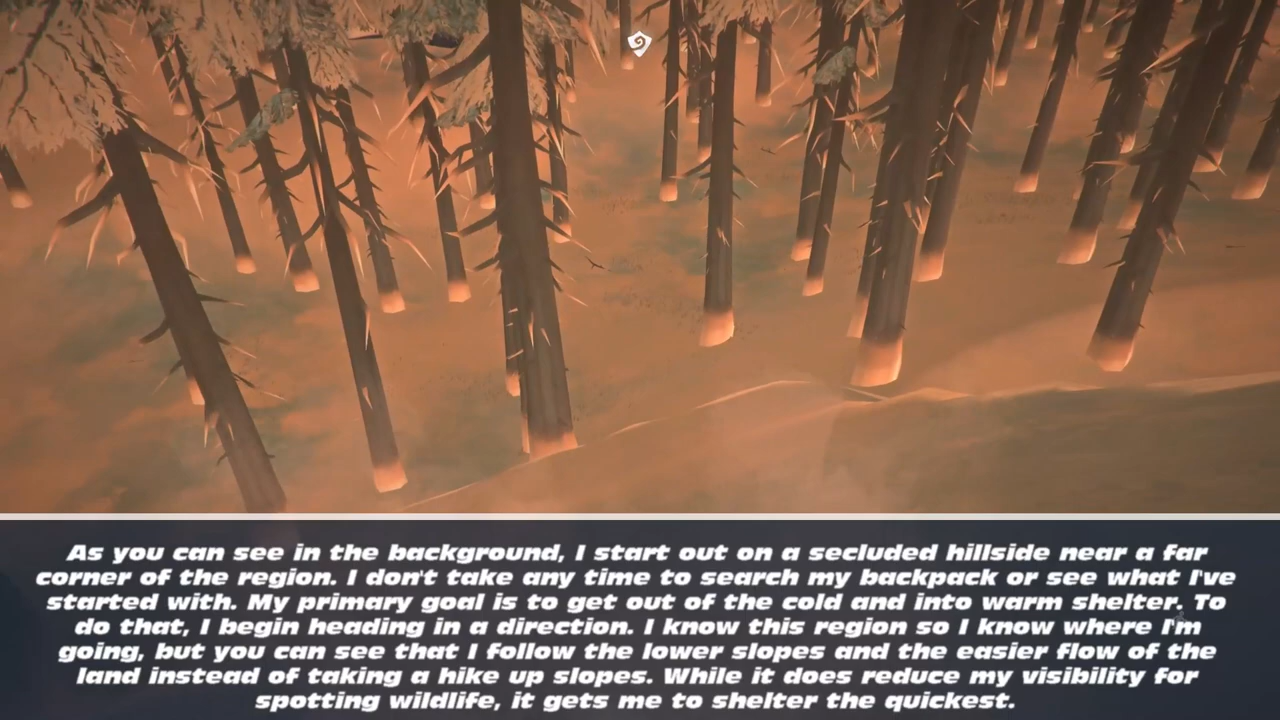 As you can see in the background, I start out on a secluded hillside near a far
corner of the region. I don't take any time to search my backpack or see what I've
started with. My primary goal is to get out of the cold and into warm shelter. To
do that, I begin heading in a direction. I know this region so I know where I'm
going, but you can see that I follow the lower slopes and the easier flow of the
land instead of taking a hike up slopes. While it does reduce my visibility for
spotting wildlife, it gets me to shelter the quickest.